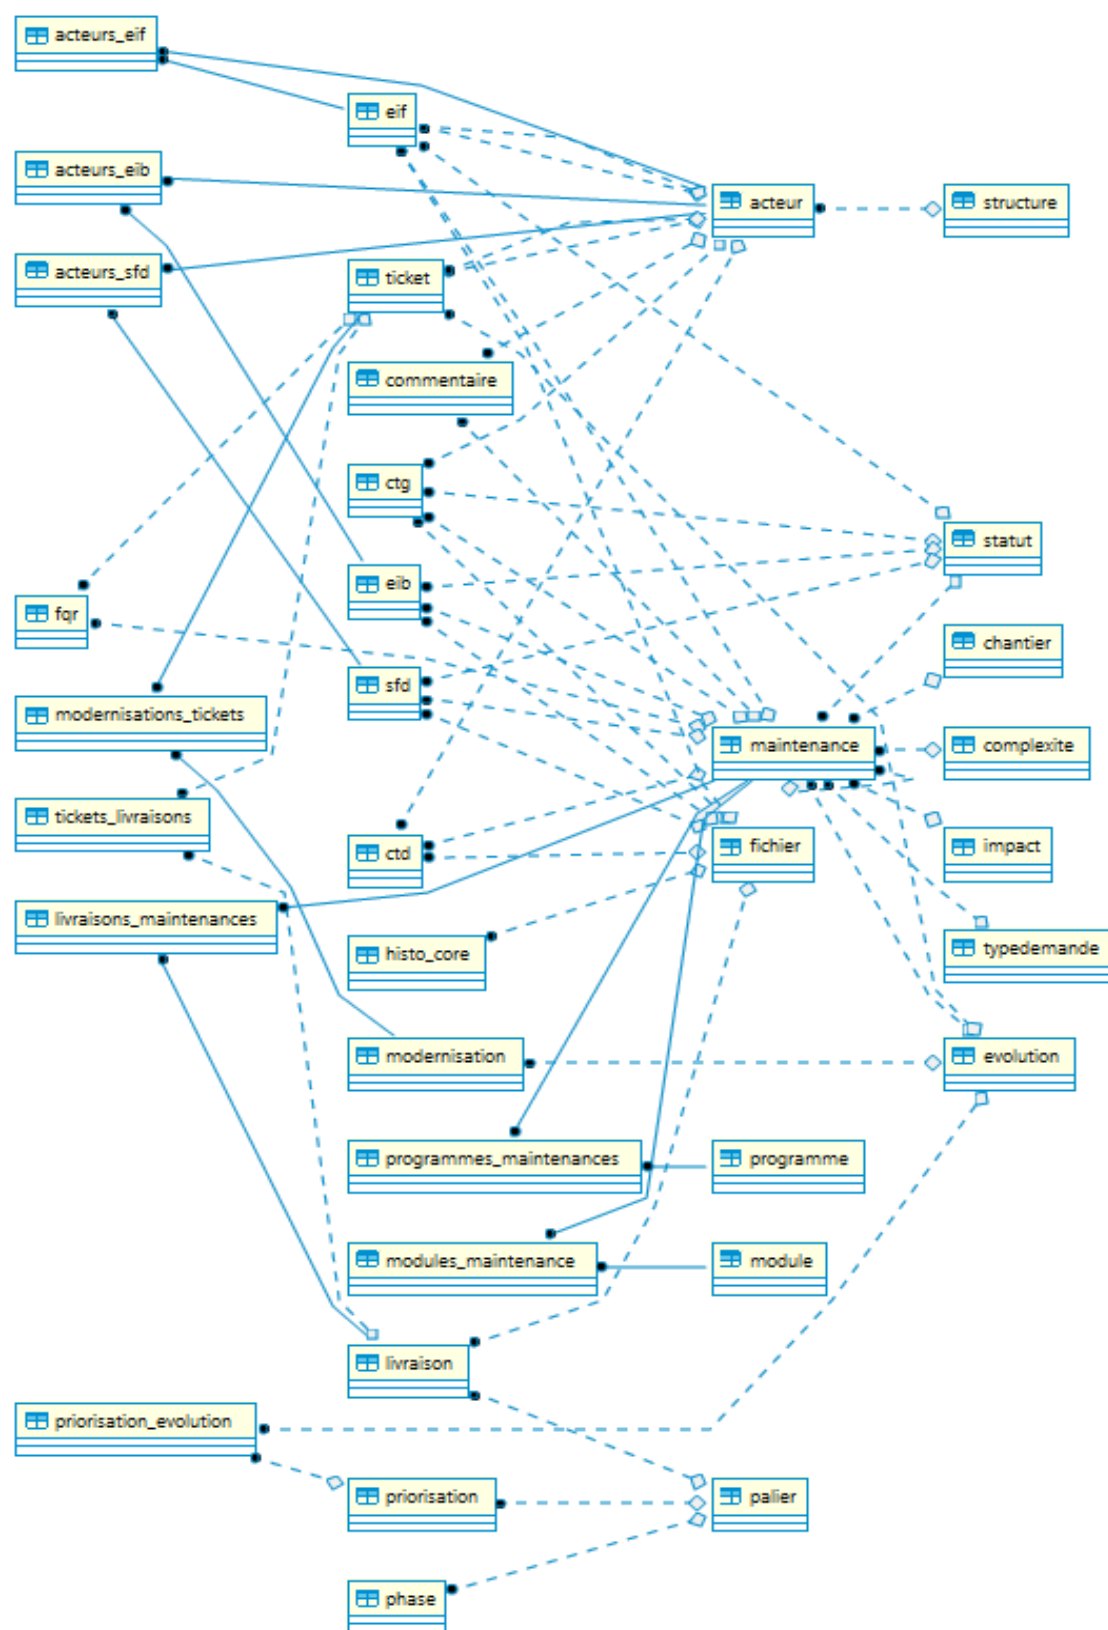 acteurs_eif
eif
acteurs_eib
acteur
structure
acteurs_sfd
ticket
commentaire
ctg
statut
eib
fqr
chantier
sfd
modernisations_tickets
maintenance
complexite
tickets_livraisons
ctd
fichier
impact
livraisons_maintenances
histo_core
typedemande
modernisation
evolution
programmes_maintenances
programme
modules_maintenance
module
livraison
priorisation_evolution
priorisation
palier
phase